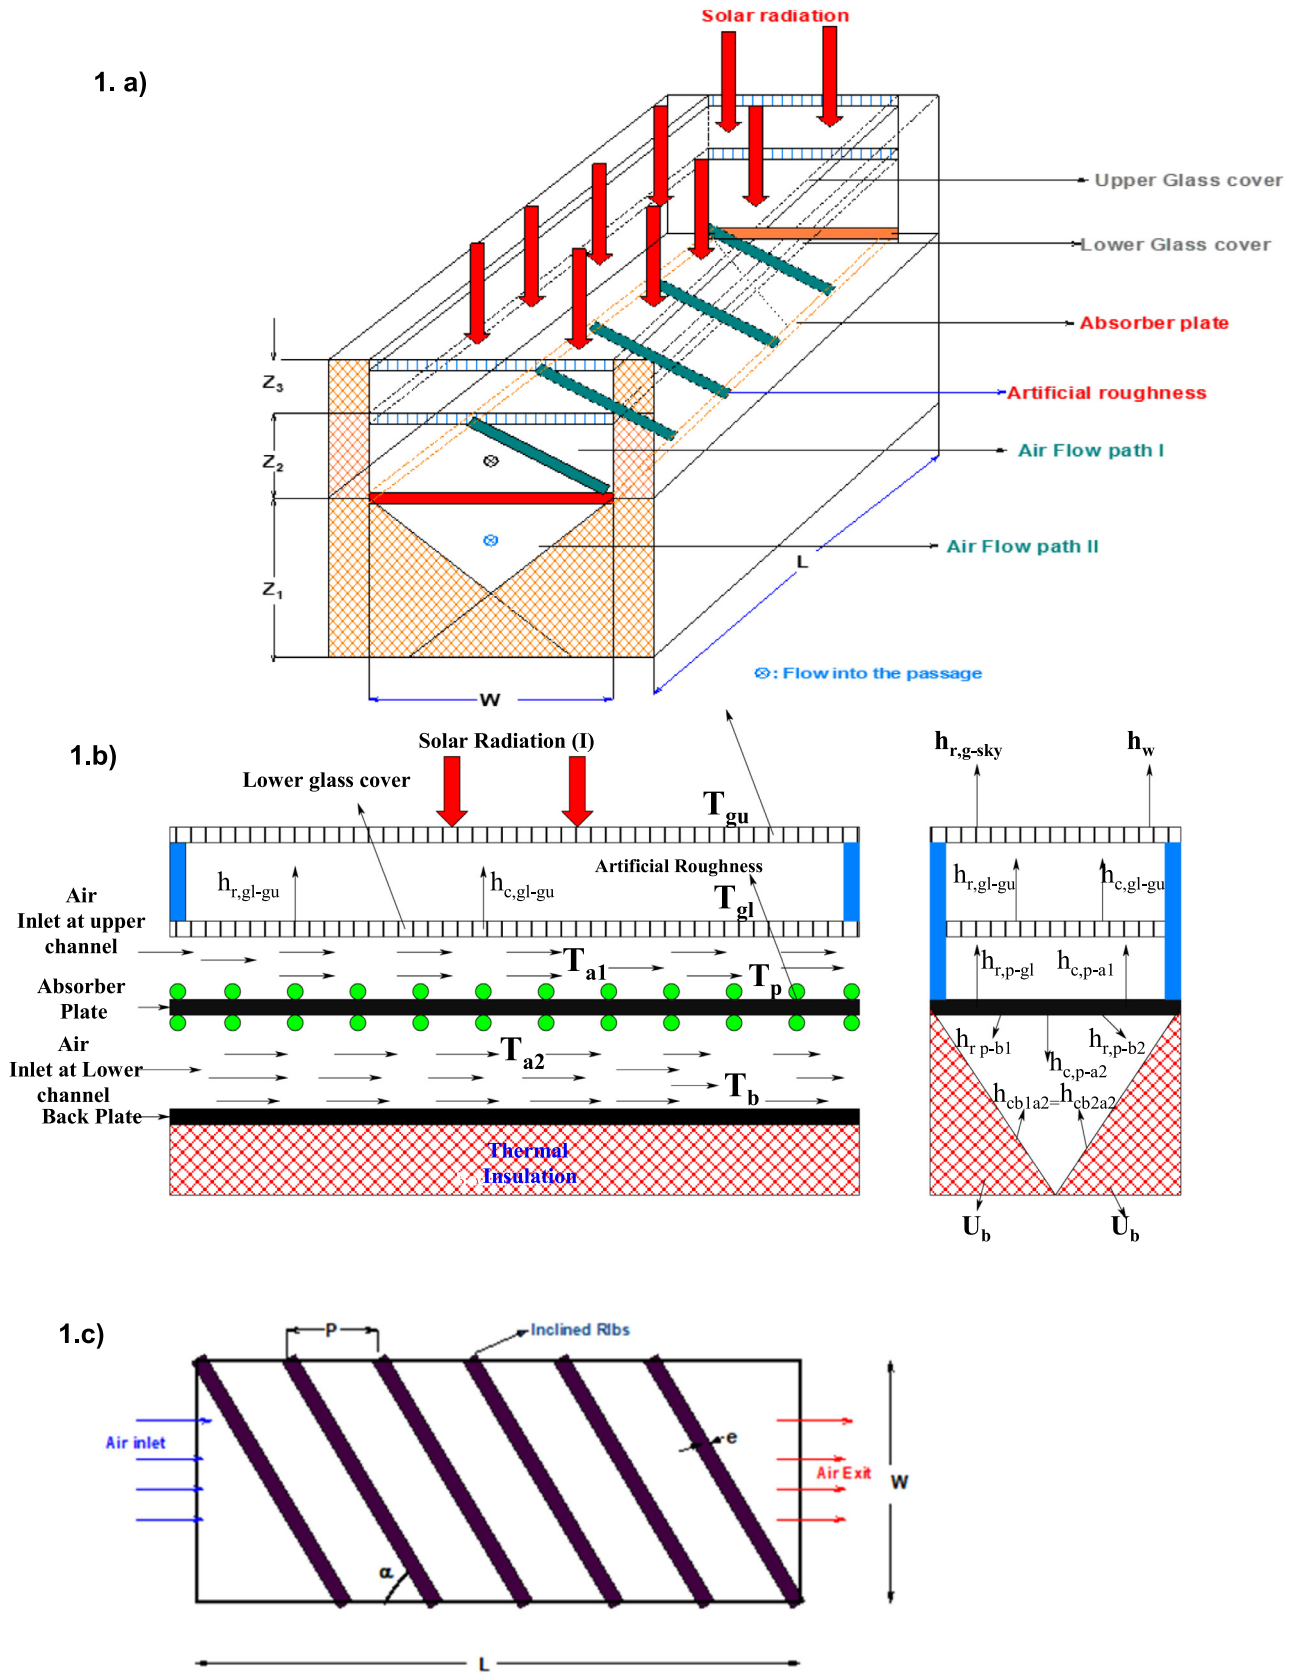 Solar radiation
1. a)
Upper Glass cover
Lower Glass cover
Absorber plate
Artificial roughness
Air Flow path I
Air Flow path II
Z3
Z2
Z1
L
W
⊗: Flow into the passage
1.b)
Solar Radiation (I)
Lower glass cover
Tgu
Artificial Roughness
hr,gl-gu
hc,gl-gu
Tgl
Air
Inlet at upper
channel
Ta1
Tp
Absorber
Plate
Air
Inlet at Lower
channel
Ta2
Tb
Back Plate
Thermal
Insulation
hr,g-sky
hw
hr,gl-gu
hc,gl-gu
hr,p-gl
hc,p-a1
hr p-b1
hr,p-b2
hc,p-a2
hcb1a2=hcb2a2
Ub
Ub
1.c)
P
Inclined RIbs
Air inlet
e
Air Exit
W
α
L